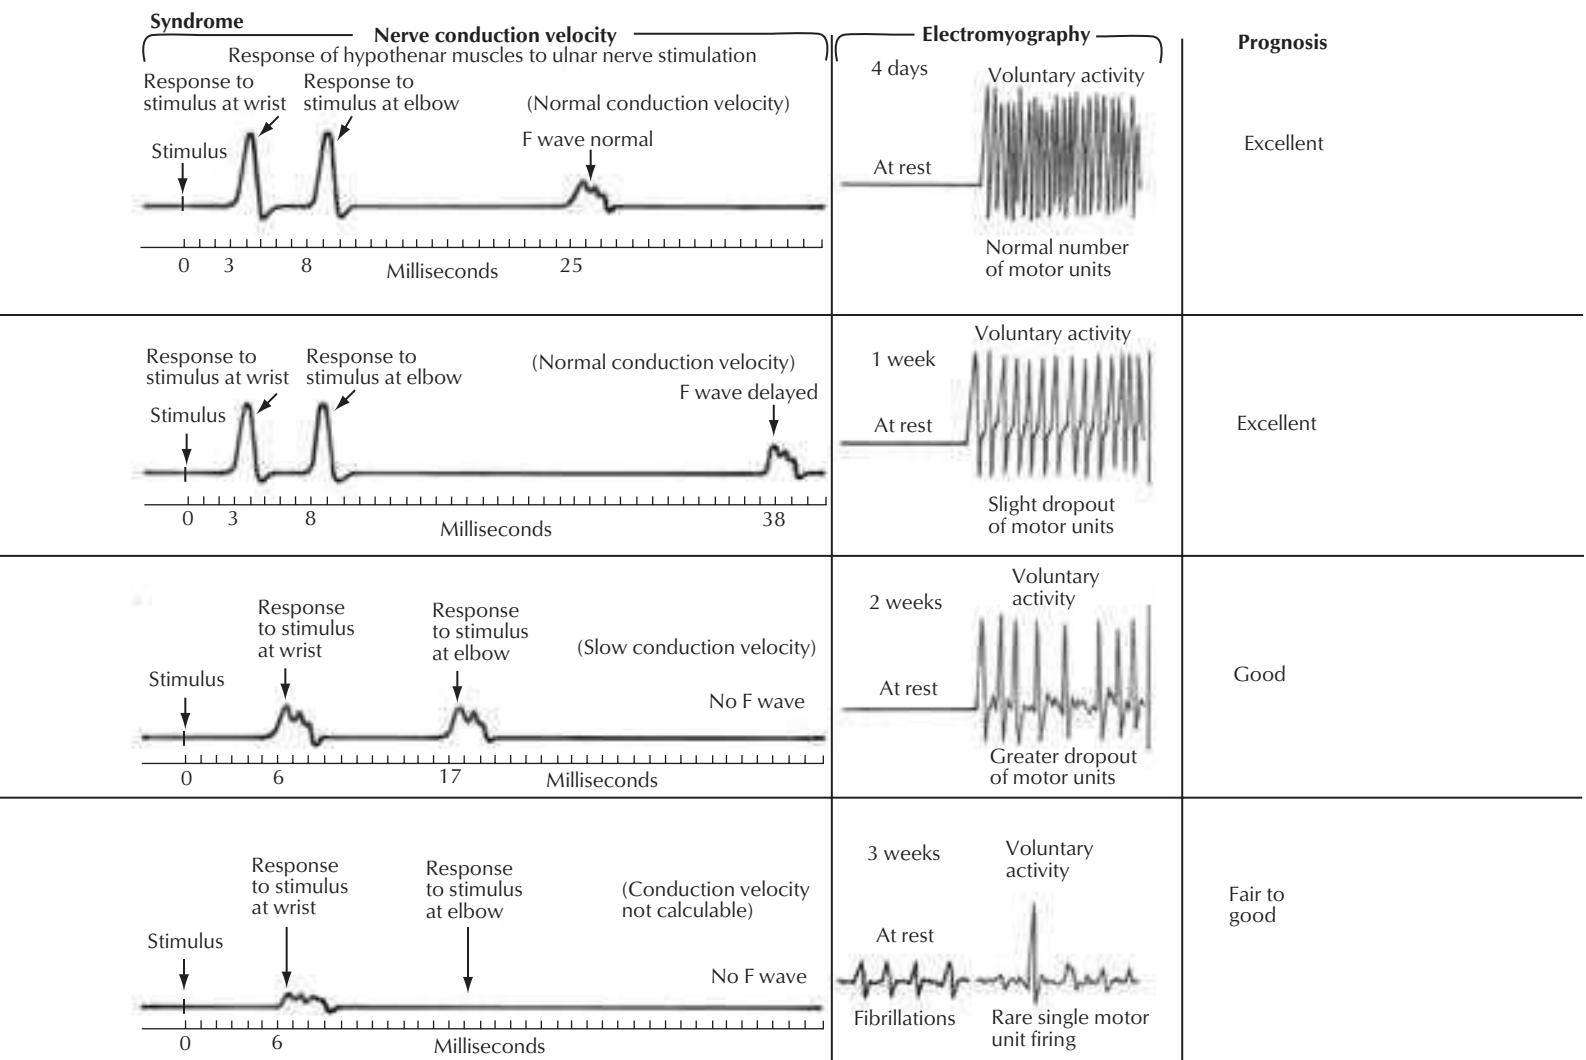 Syndrome
Nerve conduction velocity
Response of hypothenar muscles to ulnar nerve stimulation
Response to
stimulus at wrist
Response to
stimulus at elbow
(Normal conduction velocity)
Stimulus
F wave normal
0 3 8 Milliseconds 25
Electromyography
4 days
Voluntary activity
At rest
Normal number
of motor units
Prognosis
Excellent
Response to
stimulus at wrist
Response to
stimulus at elbow
(Normal conduction velocity)
Stimulus
F wave delayed
0 3 8 Milliseconds 38
1 week
Voluntary activity
At rest
Slight dropout
of motor units
Excellent
Response
to stimulus
at wrist
Response
to stimulus
at elbow
(Slow conduction velocity)
Stimulus
No F wave
0 6 17 Milliseconds
2 weeks
Voluntary
activity
At rest
Greater dropout
of motor units
Good
Response
to stimulus
at wrist
Response
to stimulus
at elbow
(Conduction velocity
not calculable)
Stimulus
No F wave
0 6 Milliseconds
3 weeks
Voluntary
activity
At rest
Fibrillations
Rare single motor
unit firing
Fair to
good